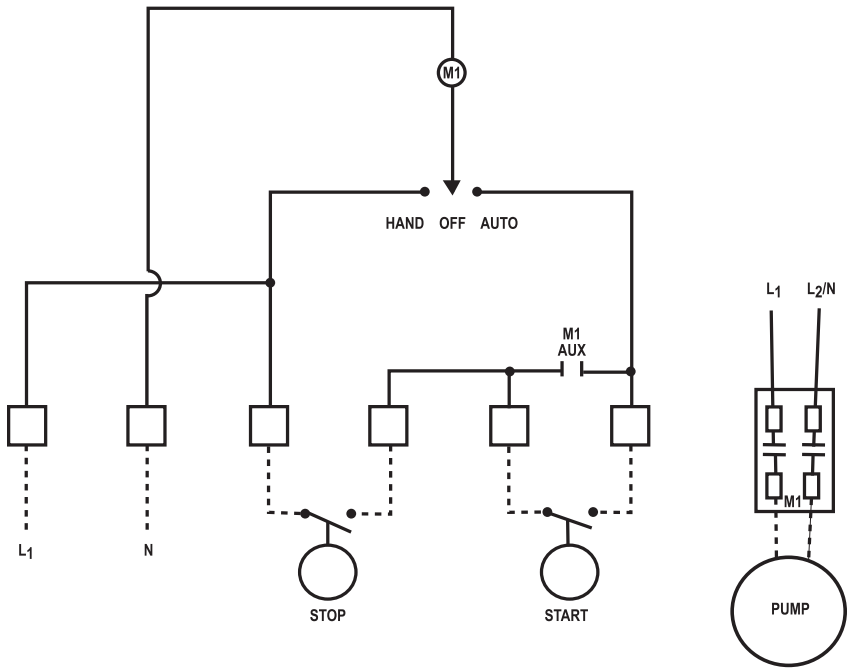 M1
HAND OFF AUTO
L1 L2/N
M1
AUX
M1
L1 N
STOP START
PUMP